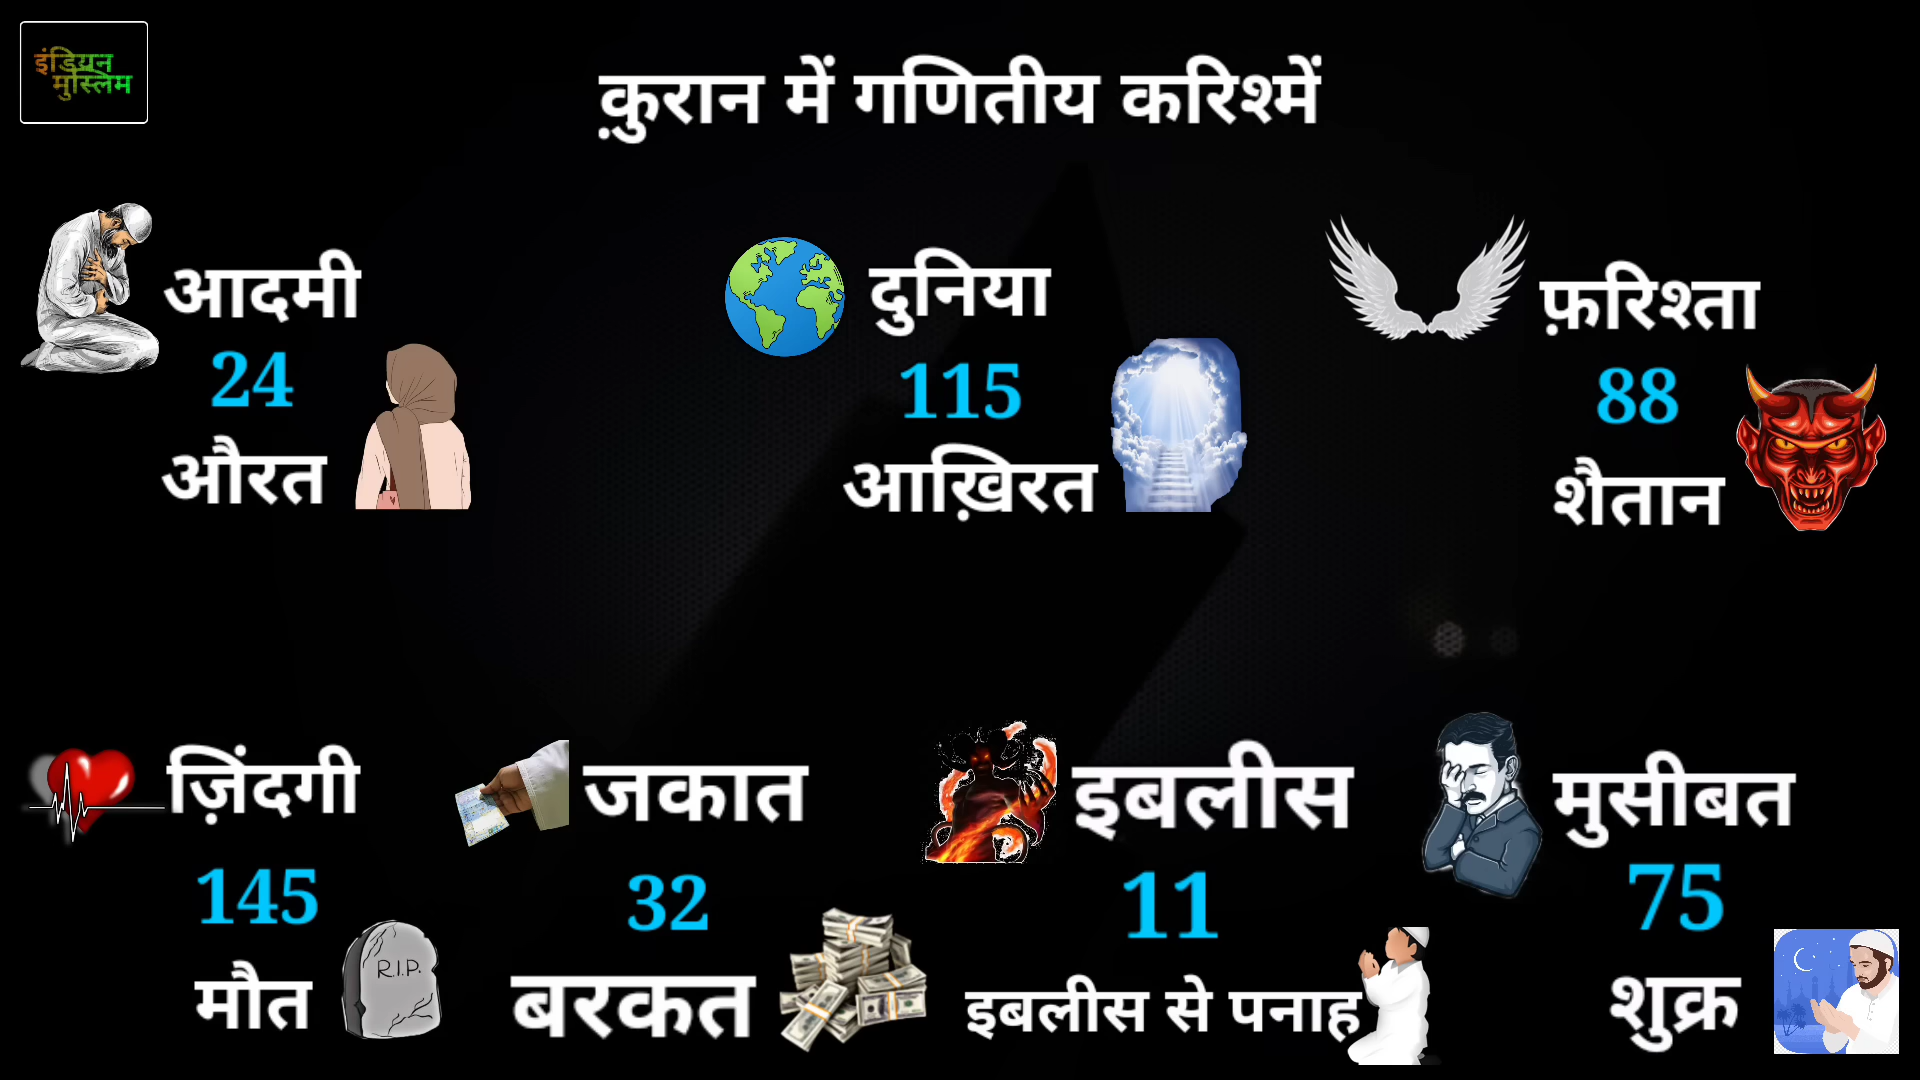 इंडियन
मुस्लिम
क़ुरान में गणितीय करिश्में
आदमी
24
औरत
दुनिया
115
आख़िरत
फ़रिश्ता
88
शैतान
ज़िंदगी
145
मौत
R.I.P.
जकात
32
बरकत
इबलीस
11
इबलीस से पनाह
मुसीबत
75
शुक्र